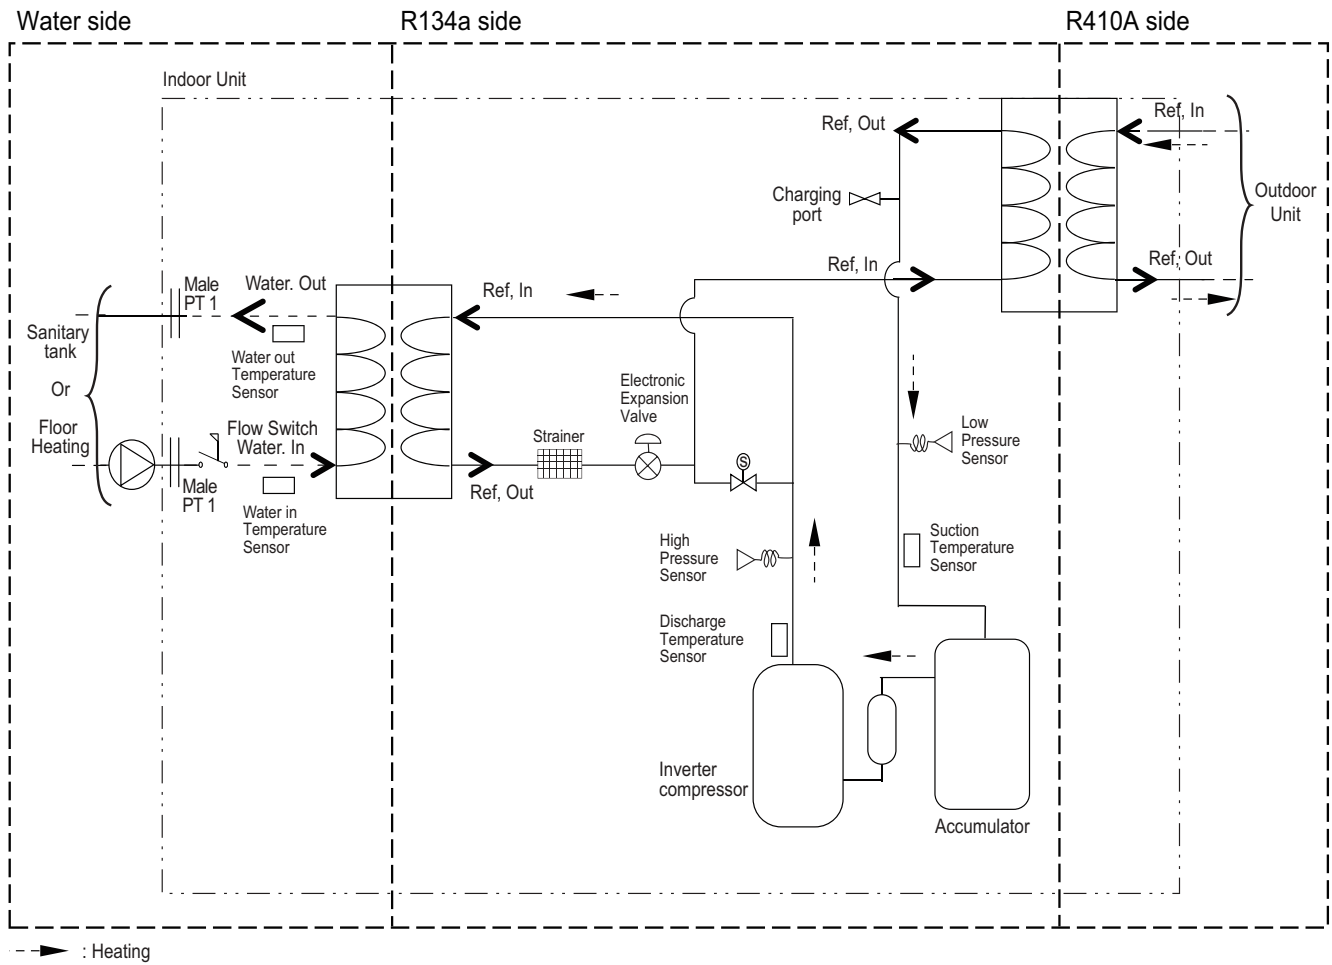 Water side
R134a side
R410A side
Indoor Unit
Ref, Out
Ref, In
Charging
port
Outdoor
Unit
Ref, In
Ref, Out
Male
PT 1
Water. Out
Ref, In
Sanitary
tank
Or
Floor
Heating
Water out
Temperature
Sensor
Electronic
Expansion
Valve
Flow Switch
Water. In
Strainer
Low
Pressure
Sensor
S
Male
PT 1
Ref, Out
Water in
Temperature
Sensor
High
Pressure
Sensor
Suction
Temperature
Sensor
Discharge
Temperature
Sensor
Inverter
compressor
Accumulator
: Heating